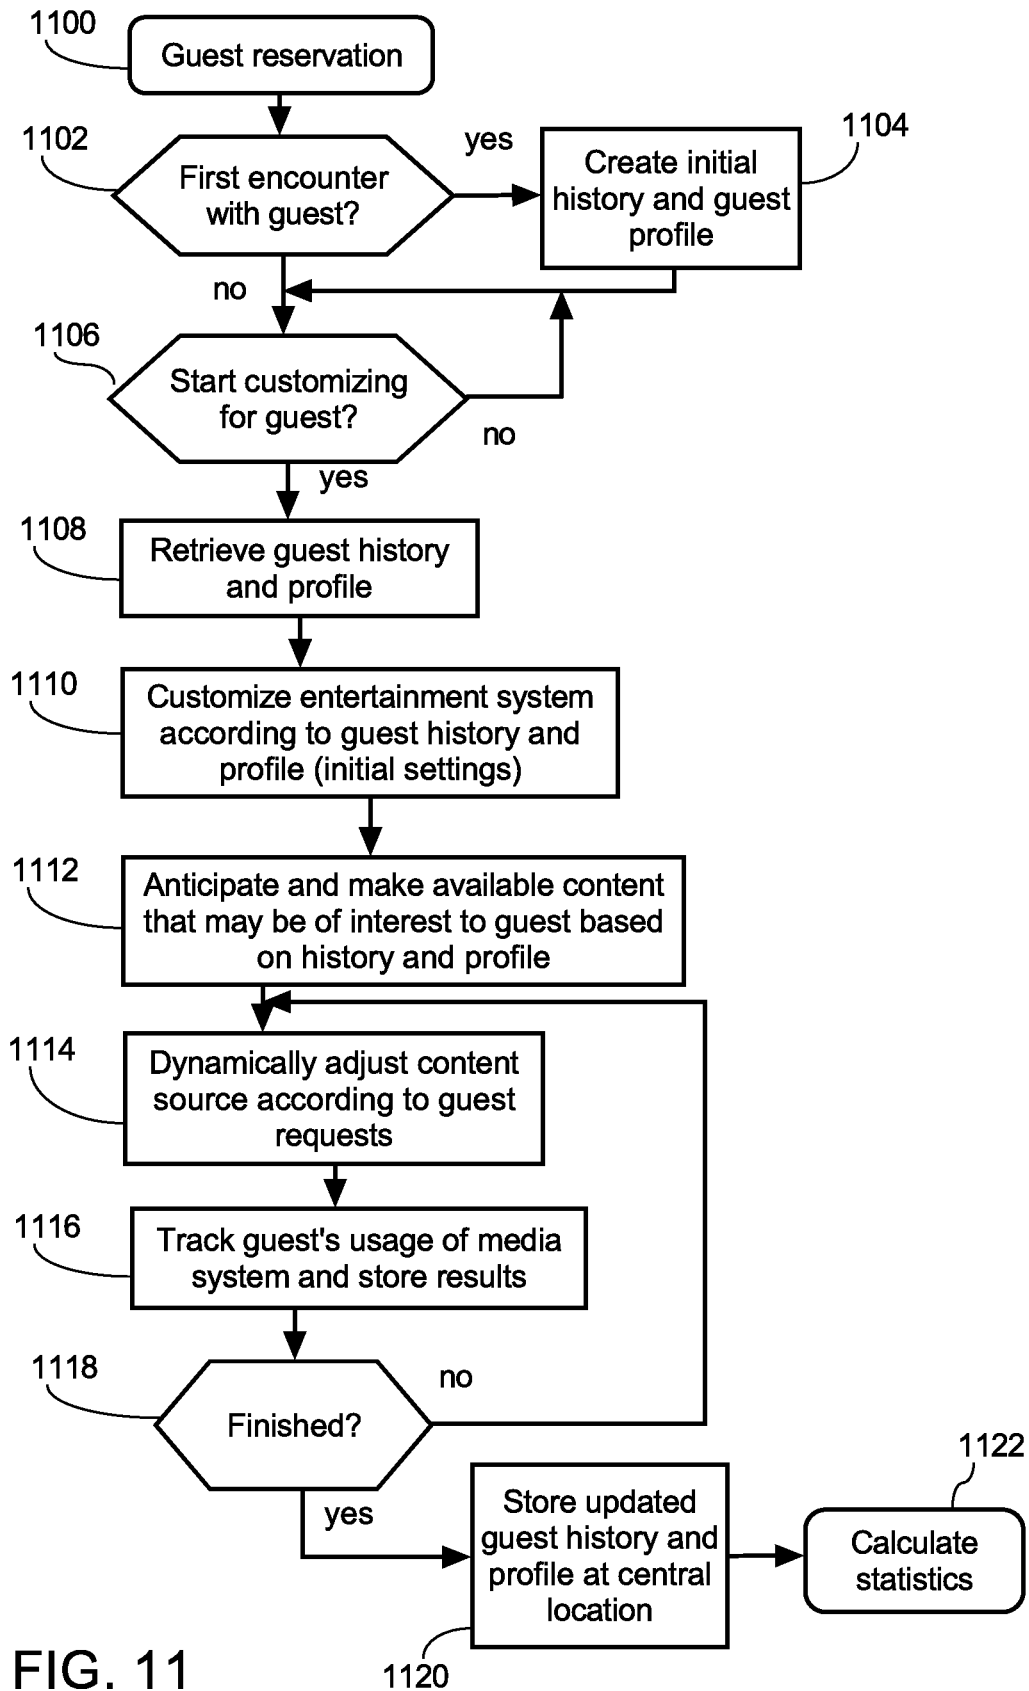 1100
Guest reservation
1102
First encounter
with guest?
yes
1104
Create initial
history and guest
profile
no
1106
Start customizing
for guest?
no
yes
1108
Retrieve guest history
and profile
1110
Customize entertainment system
according to guest history and
profile (initial settings)
1112
Anticipate and make available content
that may be of interest to guest based
on history and profile
1114
Dynamically adjust content
source according to guest
requests
1116
Track guest's usage of media
system and store results
1118
Finished?
no
yes
1120
Store updated
guest history and
profile at central
location
1122
Calculate
statistics
FIG. 11